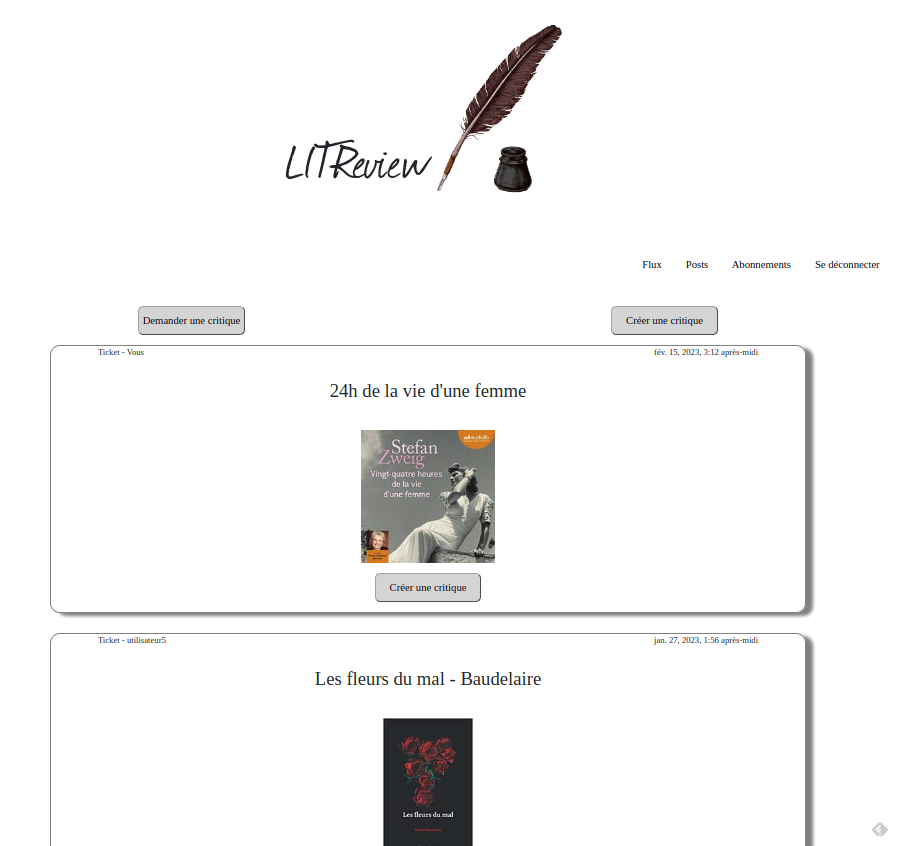 LITReview
Flux Posts Abonnements Se déconnecter
Demander une critique Créer une critique
Ticket - Vous fév. 15, 2023, 3:12 après-midi
24h de la vie d'une femme
audiolib
Stefan
Zweig
Vingt-quatre heures
de la vie
d'une femme
Créer une critique
Ticket - utilisateur5 jan. 27, 2023, 1:56 après-midi
Les fleurs du mal - Baudelaire
Les fleurs du mal